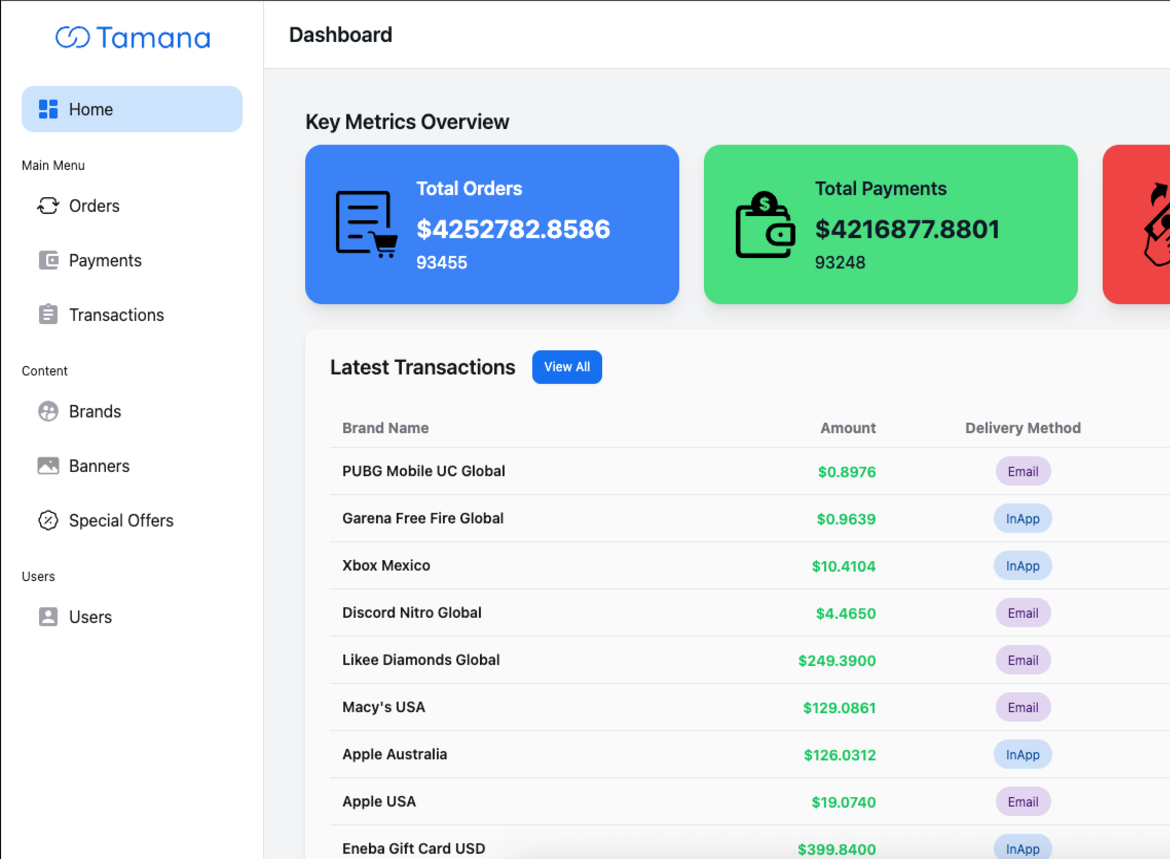 Tamana
Dashboard
Home
Main Menu
Orders
Payments
Transactions
Content
Brands
Banners
Special Offers
Users
Users
Key Metrics Overview
Total Orders
$4252782.8586
93455
$
Total Payments
$4216877.8801
93248
Latest Transactions View All
Brand Name Amount Delivery Method
PUBG Mobile UC Global $0.8976 Email
Garena Free Fire Global $0.9639 InApp
Xbox Mexico $10.4104 InApp
Discord Nitro Global $4.4650 Email
Likee Diamonds Global $249.3900 Email
Macy's USA $129.0861 Email
Apple Australia $126.0312 InApp
Apple USA $19.0740 Email
Eneba Gift Card USD $399.8400 InApp